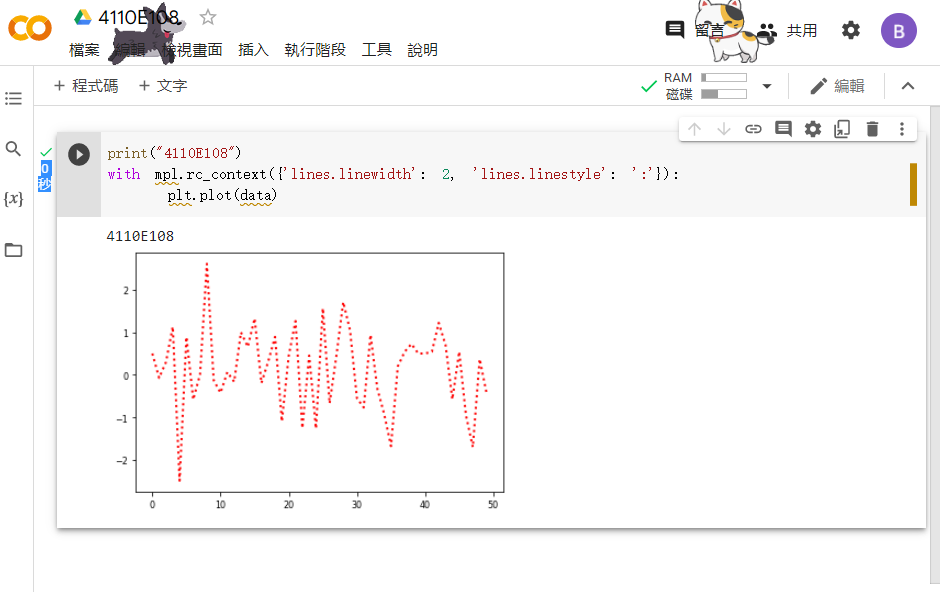 4110E108
檔案 編輯 檢視畫面 插入 執行階段 工具 說明
留言 共用 B
+ 程式碼 + 文字
RAM
磁碟
編輯
0
秒
{x}
print("4110E108")
with mpl.rc_context({'lines.linewidth': 2, 'lines.linestyle': ':'}):
plt.plot(data)
4110E108
2
1
0
−1
−2
0 10 20 30 40 50